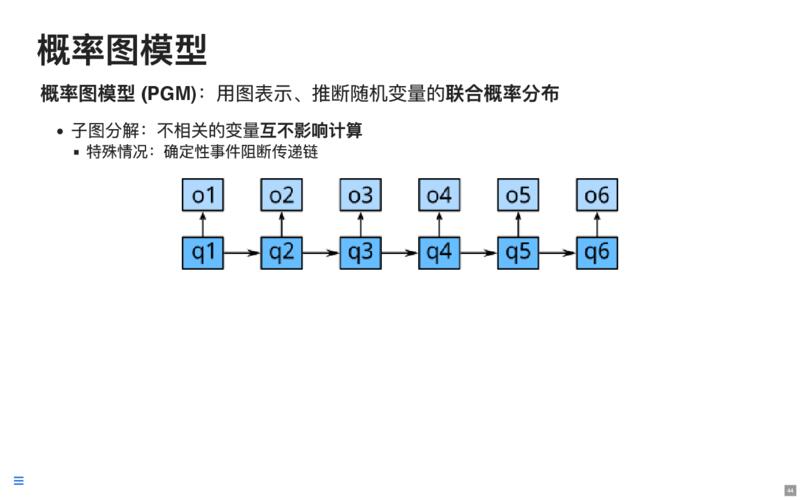 概率图模型
概率图模型 (PGM)：用图表示、推断随机变量的联合概率分布
子图分解：不相关的变量互不影响计算
特殊情况：确定性事件阻断传递链
o1 o2 o3 o4 o5 o6
q1 q2 q3 q4 q5 q6
44